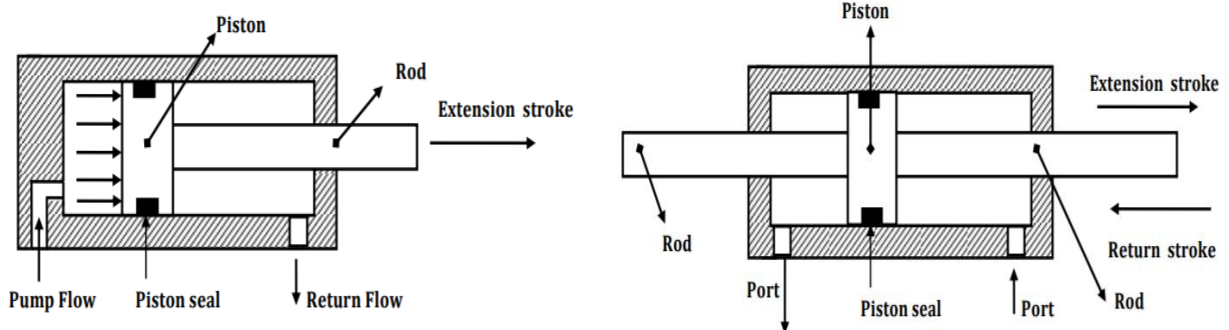 Piston
Rod
Extension stroke
Pump Flow
Piston seal
Return Flow
Piston
Extension stroke
Rod
Return stroke
Port
Piston seal
Port
Rod